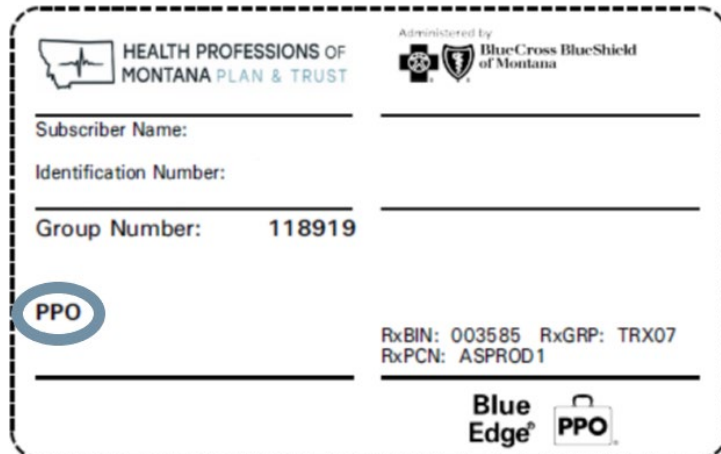 HEALTH PROFESSIONS OF
MONTANA PLAN & TRUST
Administered by
BlueCross BlueShield
of Montana
Subscriber Name:
Identification Number:
Group Number: 118919
PPO
RxBIN: 003585 RxGRP: TRX07
RxPCN: ASPROD1
Blue
Edge®
PPO®